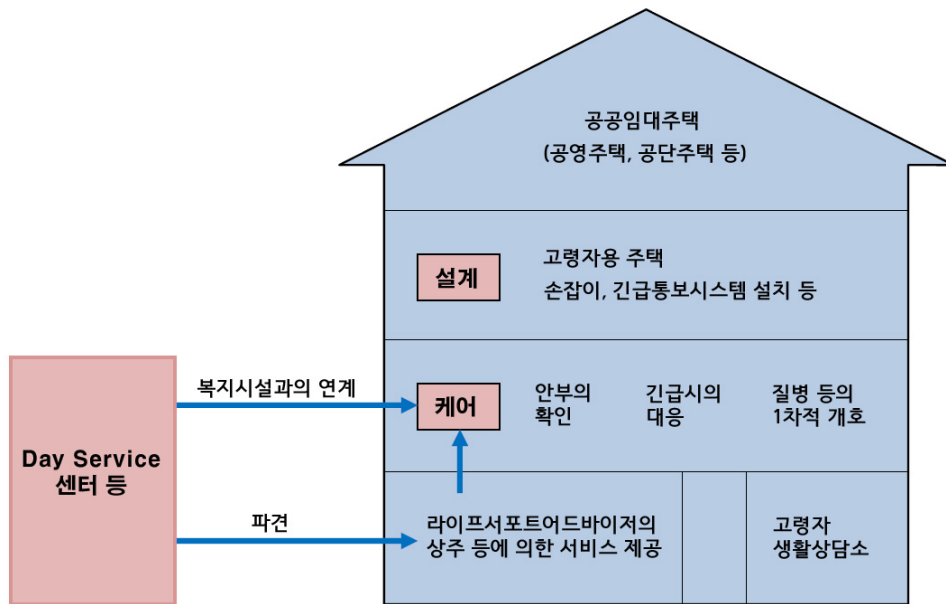 공공임대주택
(공영주택, 공단주택 등)
설계
고령자용 주택
손잡이, 긴급통보시스템 설치 등
복지시설과의 연계
케어
안부의
확인
긴급시의
대응
질병 등의
1차적 개호
Day Service
센터 등
파견
라이프서포트어드바이저의
상주 등에 의한 서비스 제공
고령자
생활상담소